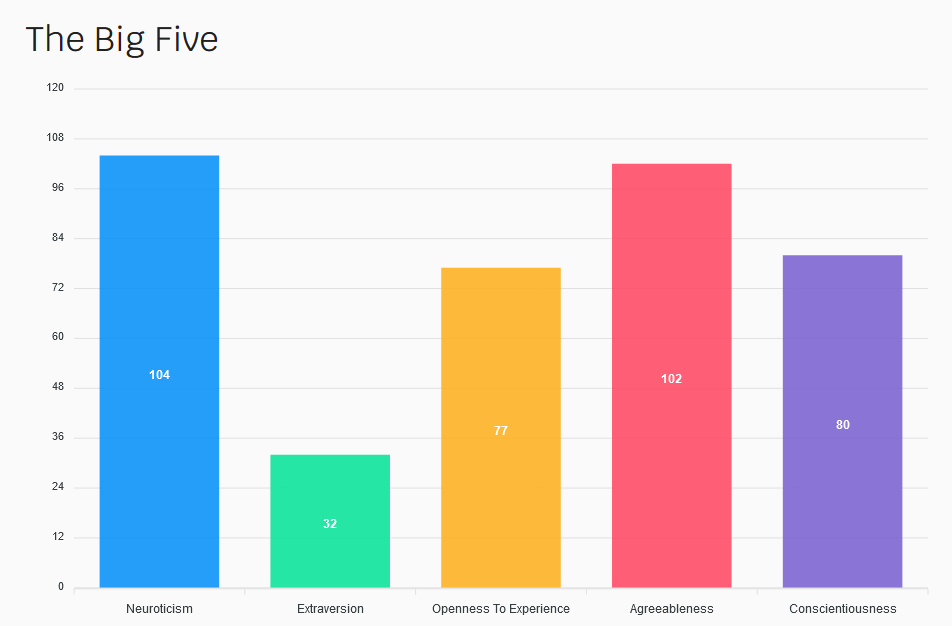 The Big Five
120
108
96
84
72
60
48
36
24
12
0
104
32
77
102
80
Neuroticism
Extraversion
Openness To Experience
Agreeableness
Conscientiousness